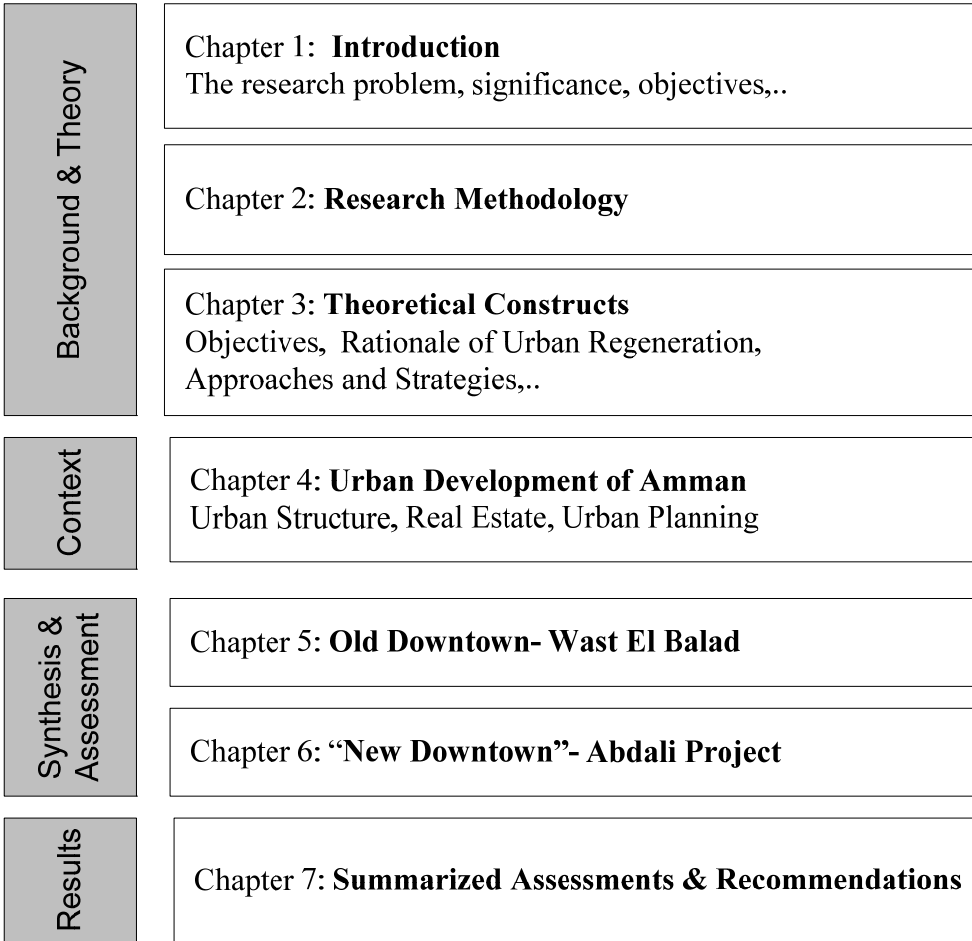 Background & Theory
Chapter 1: Introduction
The research problem, significance, objectives,..
Chapter 2: Research Methodology
Chapter 3: Theoretical Constructs
Objectives, Rationale of Urban Regeneration,
Approaches and Strategies,..
Context
Chapter 4: Urban Development of Amman
Urban Structure, Real Estate, Urban Planning
Synthesis &
Assessment
Chapter 5: Old Downtown- Wast El Balad
Chapter 6: “New Downtown”- Abdali Project
Results
Chapter 7: Summarized Assessments & Recommendations